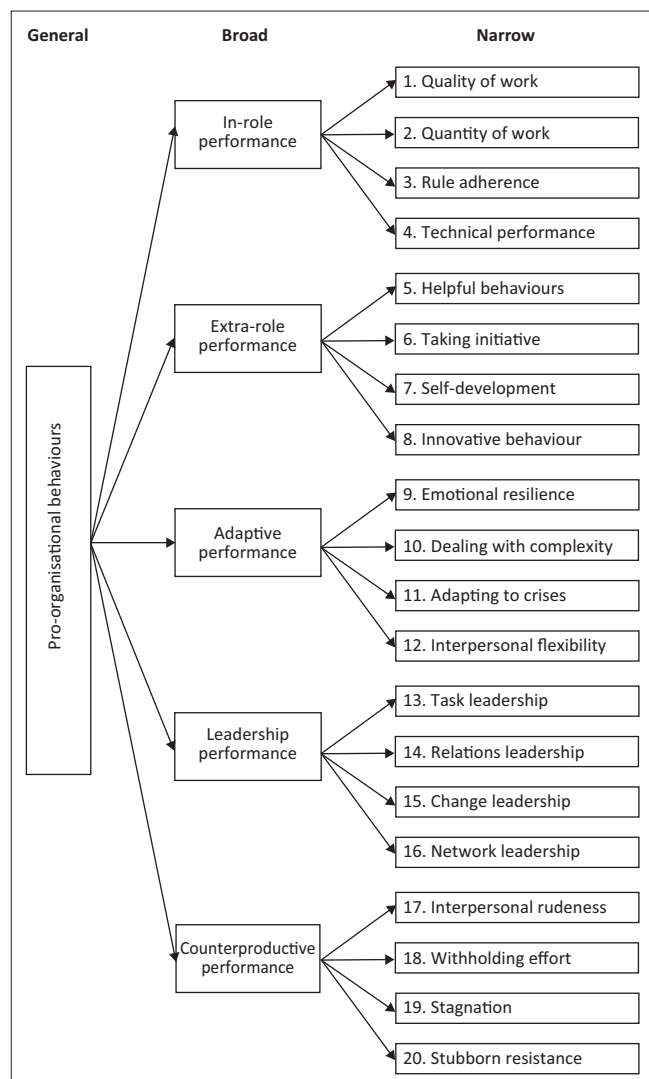 General
Broad
Narrow
Pro-organisational behaviours
In-role
performance
1. Quality of work
2. Quantity of work
3. Rule adherence
4. Technical performance
Extra-role
performance
5. Helpful behaviours
6. Taking initiative
7. Self-development
8. Innovative behaviour
Adaptive
performance
9. Emotional resilience
10. Dealing with complexity
11. Adapting to crises
12. Interpersonal flexibility
Leadership
performance
13. Task leadership
14. Relations leadership
15. Change leadership
16. Network leadership
Counterproductive
performance
17. Interpersonal rudeness
18. Withholding effort
19. Stagnation
20. Stubborn resistance